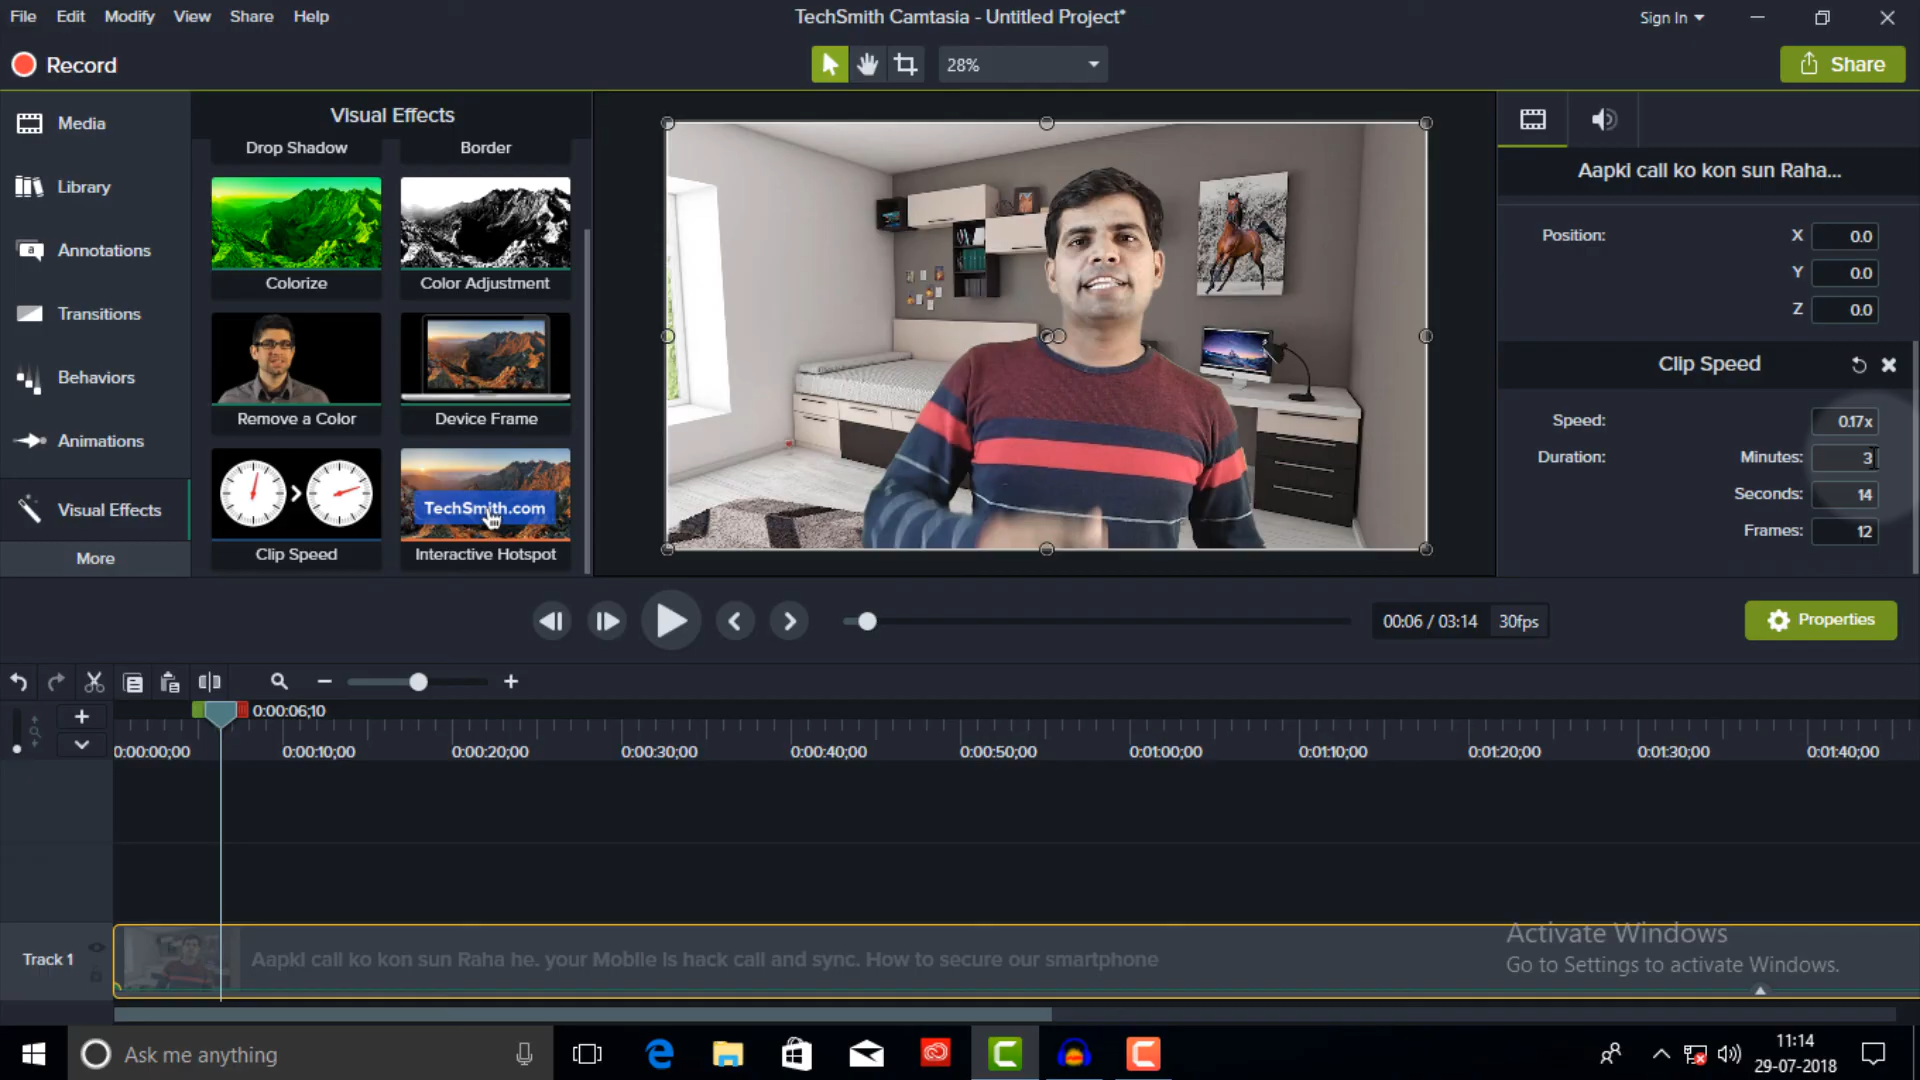 File Edit Modify View Share Help
TechSmith Camtasia - Untitled Project*
Sign In
Record
28%
Share
Media
Library
Annotations
Transitions
Behaviors
Animations
Visual Effects
More
Visual Effects
Drop Shadow
Border
Colorize
Color Adjustment
Remove a Color
Device Frame
Clip Speed
TechSmith.com
Interactive Hotspot
Aapki call ko kon sun Raha...
Position:
X 0.0
Y 0.0
Z 0.0
Clip Speed
Speed: 0.17x
Duration: Minutes: 3
Seconds: 14
Frames: 12
00:06 / 03:14 30fps
Properties
0:00:06;10
0:00:00;00 0:00:10;00 0:00:20;00 0:00:30;00 0:00:40;00 0:00:50;00 0:01:00;00 0:01:10;00 0:01:20;00 0:01:30;00 0:01:40;00
Track 1
Aapki call ko kon sun Raha he. your Mobile is hack call and sync. How to secure our smartphone
Activate Windows
Go to Settings to activate Windows.
Ask me anything
11:14
29-07-2018